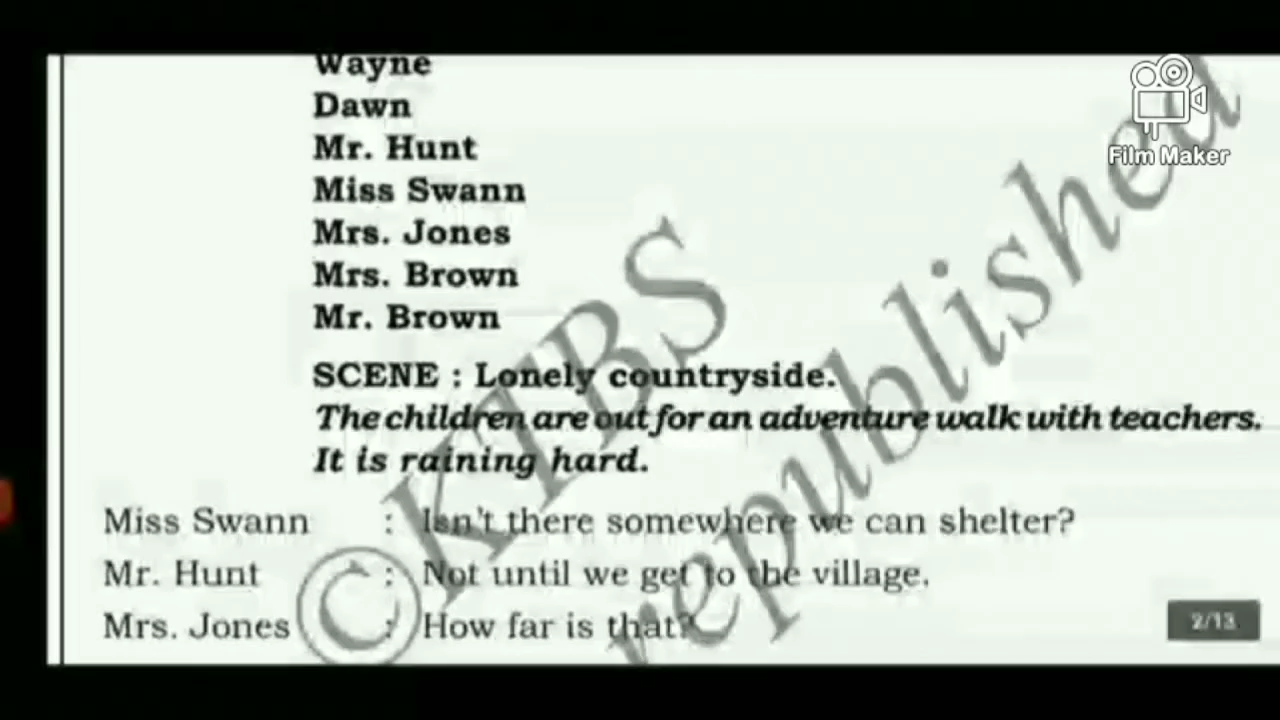 Wayne
Dawn
Film Maker
Mr. Hunt
Miss Swann
Mrs. Jones
Mrs. Brown
Mr. Brown
SCENE : Lonely countryside.
The children are out for an adventure walk with teachers.
It is raining hard.
Miss Swann : Isn't there somewhere we can shelter?
Mr. Hunt : Not until we get to the village.
Mrs. Jones : How far is that?
2/13
© KTBS
republished